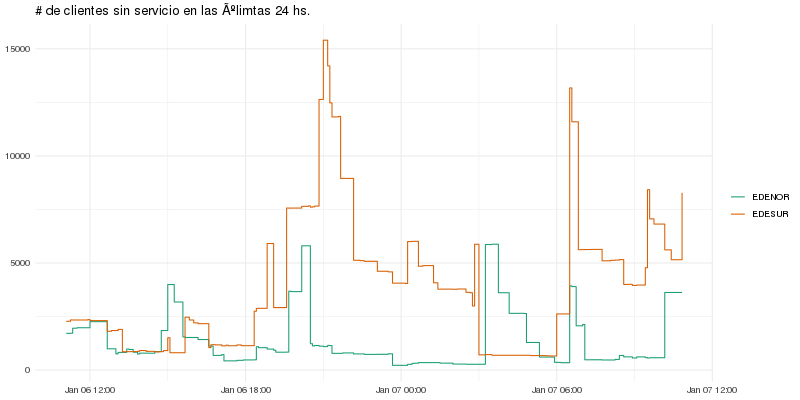 # de clientes sin servicio en las Ãºlimtas 24 hs.
15000
10000
5000
0
Jan 06 12:00
Jan 06 18:00
Jan 07 00:00
Jan 07 06:00
Jan 07 12:00
EDENOR
EDESUR